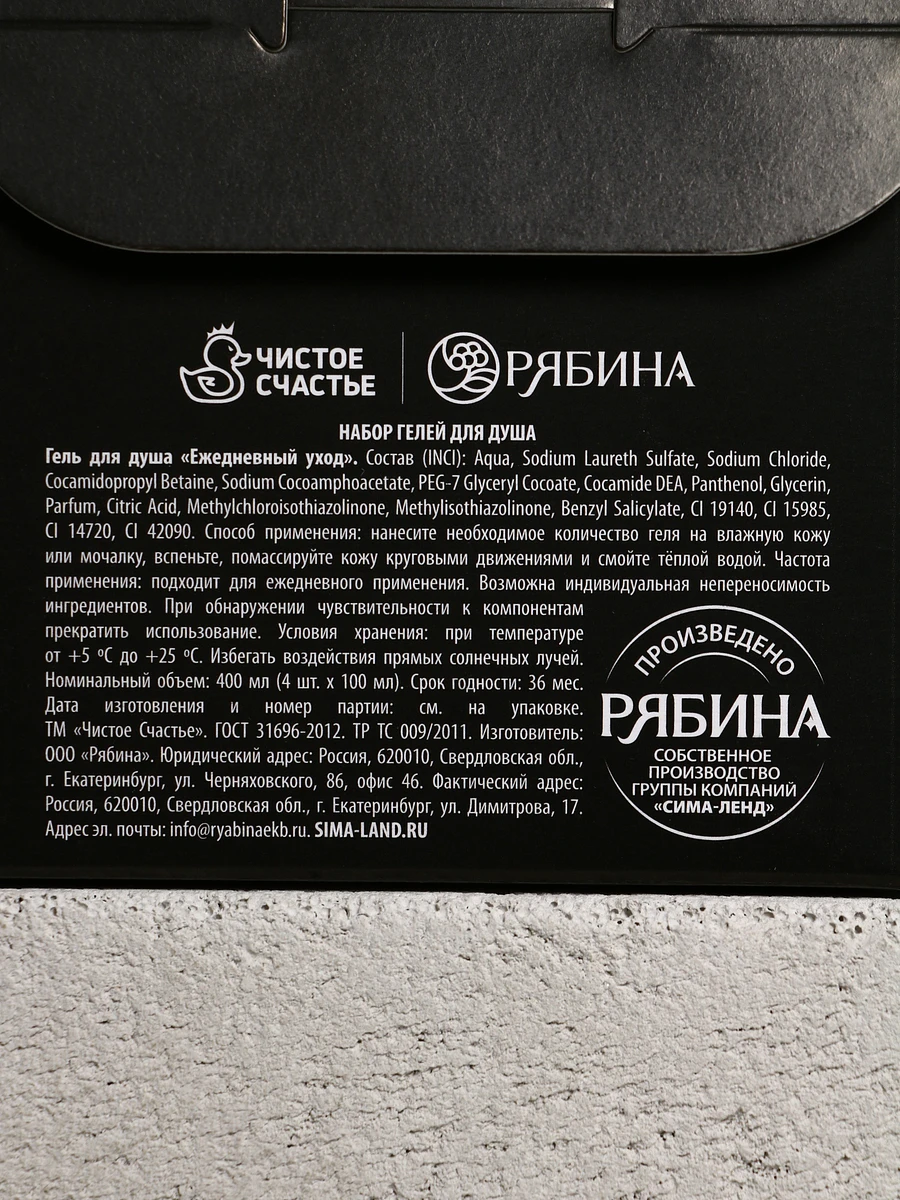 ЧИСТОЕ
СЧАСТЬЕ
РЯБИНА
НАБОР ГЕЛЕЙ ДЛЯ ДУША
Гель для душа «Ежедневный уход». Состав (INCI): Aqua, Sodium Laureth Sulfate, Sodium Chloride,
Cocamidopropyl Betaine, Sodium Cocoamphoacetate, PEG-7 Glyceryl Cocoate, Cocamide DEA, Panthenol, Glycerin,
Parfum, Citric Acid, Methylchloroisothiazolinone, Methylisothiazolinone, Benzyl Salicylate, CI 19140, CI 15985,
CI 14720, CI 42090. Способ применения: нанесите необходимое количество геля на влажную кожу
или мочалку, вспеньте, помассируйте кожу круговыми движениями и смойте тёплой водой. Частота
применения: подходит для ежедневного применения. Возможна индивидуальная непереносимость
ингредиентов. При обнаружении чувствительности к компонентам
прекратить использование. Условия хранения: при температуре
от +5 ºC до +25 ºC. Избегать воздействия прямых солнечных лучей.
Номинальный объем: 400 мл (4 шт. х 100 мл). Срок годности: 36 мес.
Дата изготовления и номер партии: см. на упаковке.
ТМ «Чистое Счастье». ГОСТ 31696-2012. ТР ТС 009/2011. Изготовитель:
ООО «Рябина». Юридический адрес: Россия, 620010, Свердловская обл.,
г. Екатеринбург, ул. Черняховского, 86, офис 46. Фактический адрес:
Россия, 620010, Свердловская обл., г. Екатеринбург, ул. Димитрова, 17.
Адрес эл. почты: info@ryabinaekb.ru. SIMA-LAND.RU
ПРОИЗВЕДЕНО
РЯБИНА
СОБСТВЕННОЕ
ПРОИЗВОДСТВО
ГРУППЫ КОМПАНИЙ
«СИМА-ЛЕНД»